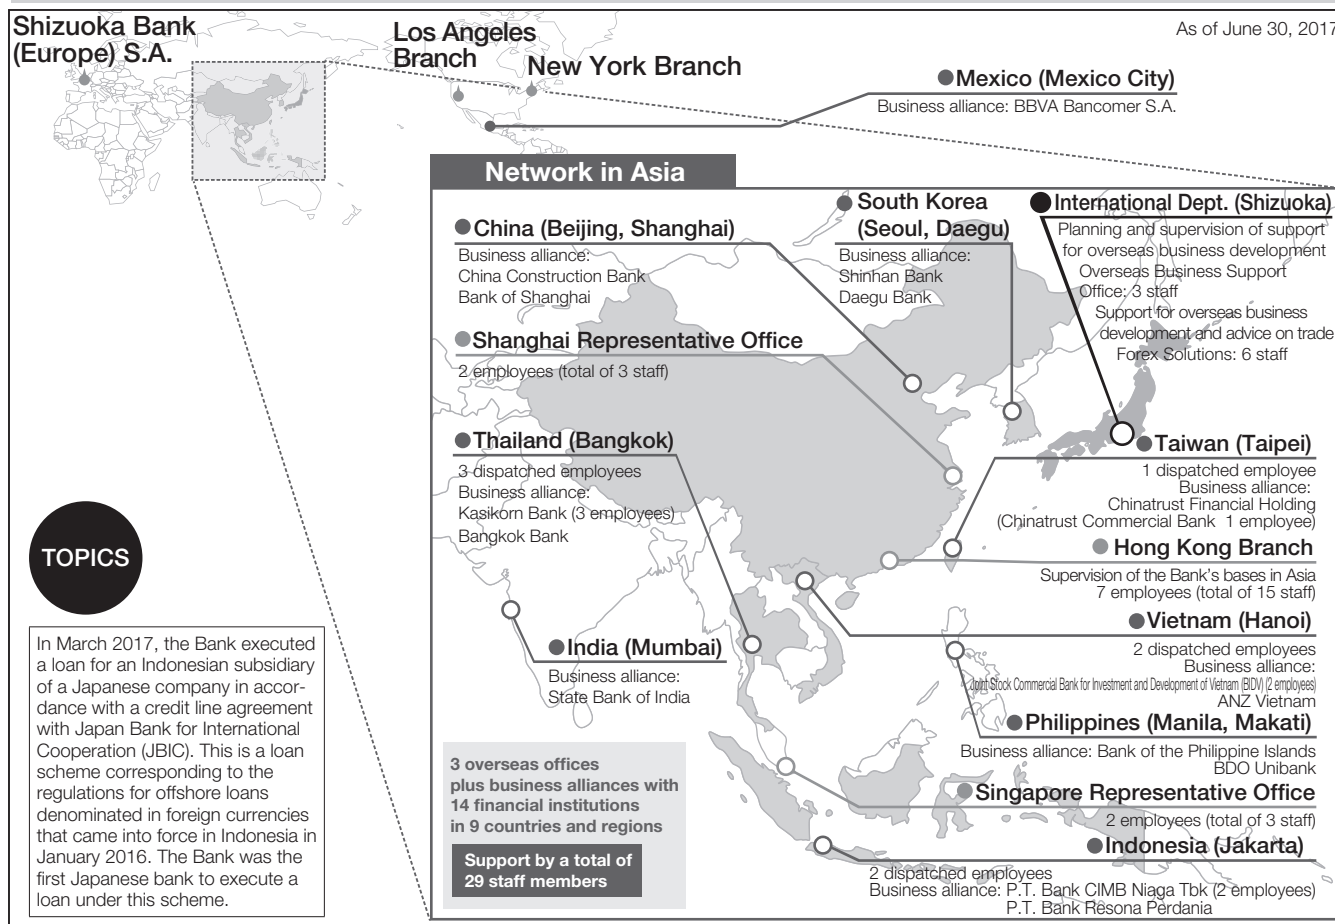 As of June 30, 2017
Shizuoka Bank
(Europe) S.A.
Los Angeles
Branch
New York Branch
Mexico (Mexico City)
Business alliance: BBVA Bancomer S.A.
Network in Asia
China (Beijing, Shanghai)
Business alliance:
China Construction Bank
Bank of Shanghai
South Korea
(Seoul, Daegu)
Business alliance:
Shinhan Bank
Daegu Bank
International Dept. (Shizuoka)
Planning and supervision of support
for overseas business development
Overseas Business Support
Office: 3 staff
Support for overseas business
development and advice on trade
Forex Solutions: 6 staff
Shanghai Representative Office
2 employees (total of 3 staff)
Thailand (Bangkok)
3 dispatched employees
Business alliance:
Kasikorn Bank (3 employees)
Bangkok Bank
Taiwan (Taipei)
1 dispatched employee
Business alliance:
Chinatrust Financial Holding
(Chinatrust Commercial Bank 1 employee)
Hong Kong Branch
Supervision of the Bank's bases in Asia
7 employees (total of 15 staff)
Vietnam (Hanoi)
2 dispatched employees
Business alliance:
Joint Stock Commercial Bank for Investment and Development of Vietnam (BIDV) (2 employees)
ANZ Vietnam
India (Mumbai)
Business alliance:
State Bank of India
Philippines (Manila, Makati)
Business alliance: Bank of the Philippine Islands
BDO Unibank
Singapore Representative Office
2 employees (total of 3 staff)
Indonesia (Jakarta)
2 dispatched employees
Business alliance: P.T. Bank CIMB Niaga Tbk (2 employees)
P.T. Bank Resona Perdania
3 overseas offices
plus business alliances with
14 financial institutions
in 9 countries and regions
Support by a total of
29 staff members
TOPICS
In March 2017, the Bank executed
a loan for an Indonesian subsidiary
of a Japanese company in accor-
dance with a credit line agreement
with Japan Bank for International
Cooperation (JBIC). This is a loan
scheme corresponding to the
regulations for offshore loans
denominated in foreign currencies
that came into force in Indonesia in
January 2016. The Bank was the
first Japanese bank to execute a
loan under this scheme.